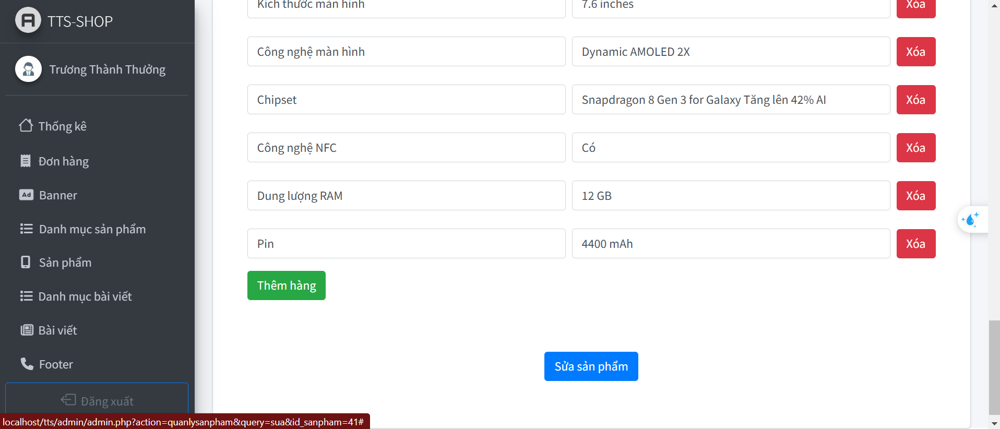 TTS-SHOP
Trương Thành Thưởng
Thống kê
Đơn hàng
Ad Banner
Danh mục sản phẩm
Sản phẩm
Danh mục bài viết
Bài viết
Footer
Đăng xuất
Kích thước màn hình 7.6 inches Xóa
Công nghệ màn hình Dynamic AMOLED 2X Xóa
Chipset Snapdragon 8 Gen 3 for Galaxy Tăng lên 42% AI Xóa
Công nghệ NFC Có Xóa
Dung lượng RAM 12 GB Xóa
Pin 4400 mAh Xóa
Thêm hàng
Sửa sản phẩm
localhost/tts/admin/admin.php?action=quanlysanpham&query=sua&id_sanpham=41#